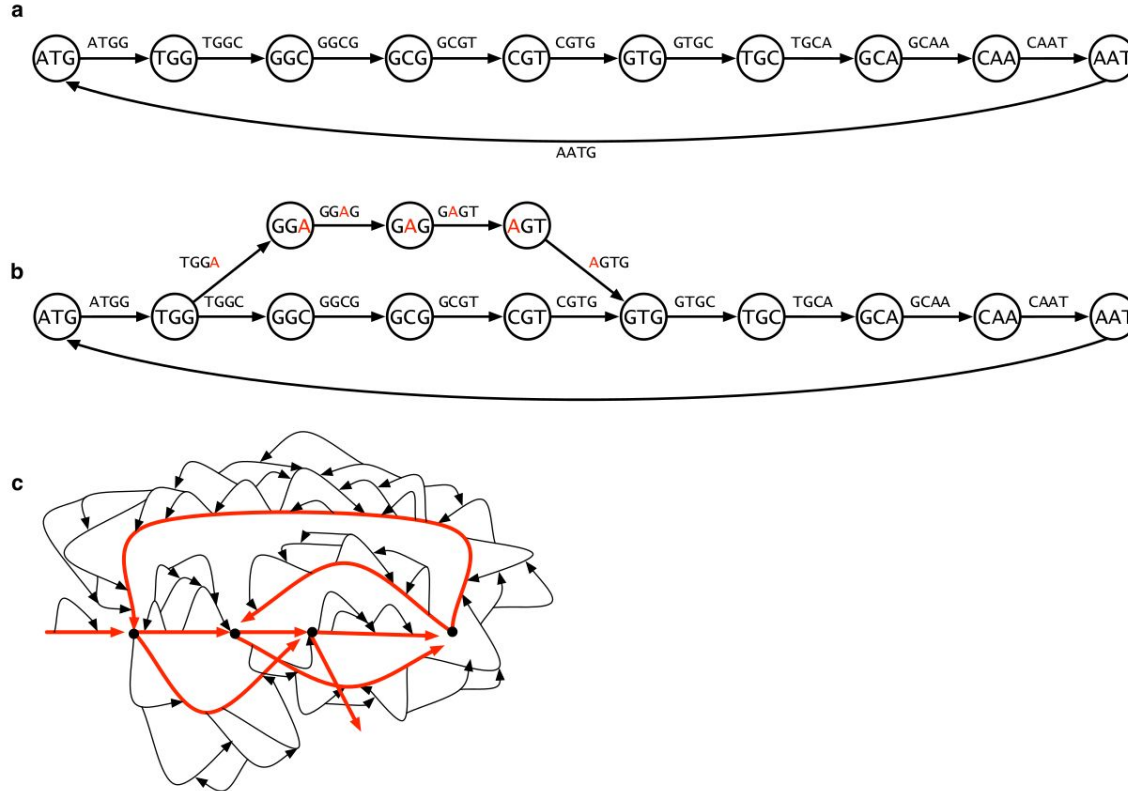 a
ATGG TGGC GGCG GCGT CGTG GTGC TGCA GCAA CAAT
ATG TGG GGC GCG CGT GTG TGC GCA CAA AAT
AATG
GGAG GAGT
GGA GAG AGT
TGGA AGTG
b
ATGG TGGC GGCG GCGT CGTG GTGC TGCA GCAA CAAT
ATG TGG GGC GCG CGT GTG TGC GCA CAA AAT
c